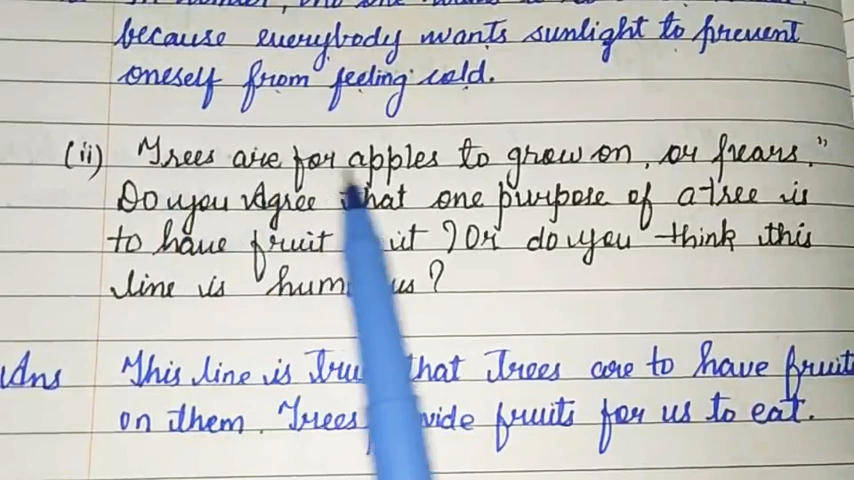 because everybody wants sunlight to prevent
oneself from feeling cold.
(ii) Trees are for apples to grow on, or pears."
Do you Agree that one purpose of a tree is
to have fruit it ? Or do you think this
line is humorous?
Ans This line is True that Trees are to have fruit
on them. Trees provide fruits for us to eat.